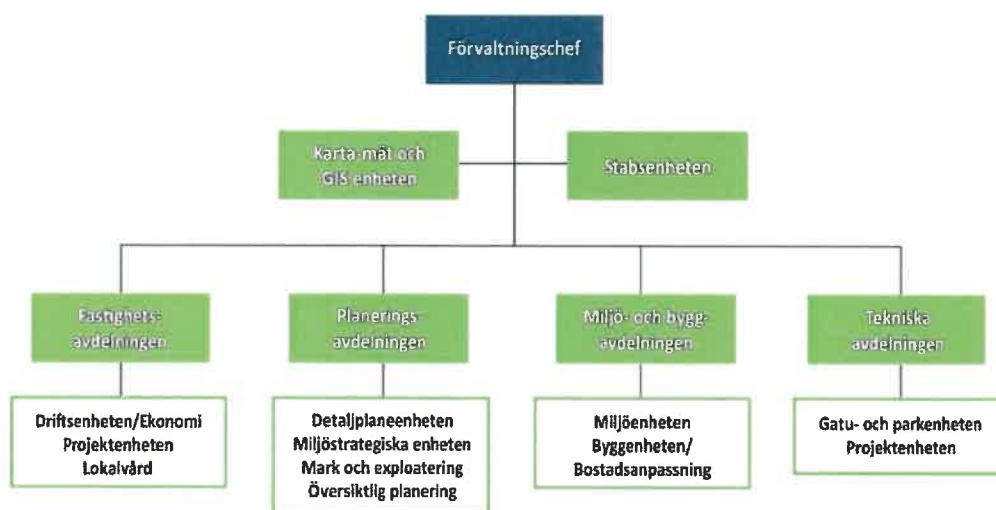 Förvaltningschef
Karta-mät och
GIS enheten
Stabsenheten
Fastighets-
avdelningen
Planerings-
avdelningen
Miljö- och bygg-
avdelningen
Tekniska
avdelningen
Driftsenheten/Ekonomi
Projektenheten
Lokalvård
Detaljplaneenheten
Miljöstrategiska enheten
Mark och exploatering
Översiktlig planering
Miljöenheten
Byggenheten/
Bostadsanpassning
Gatu- och parkenheten
Projektenheten